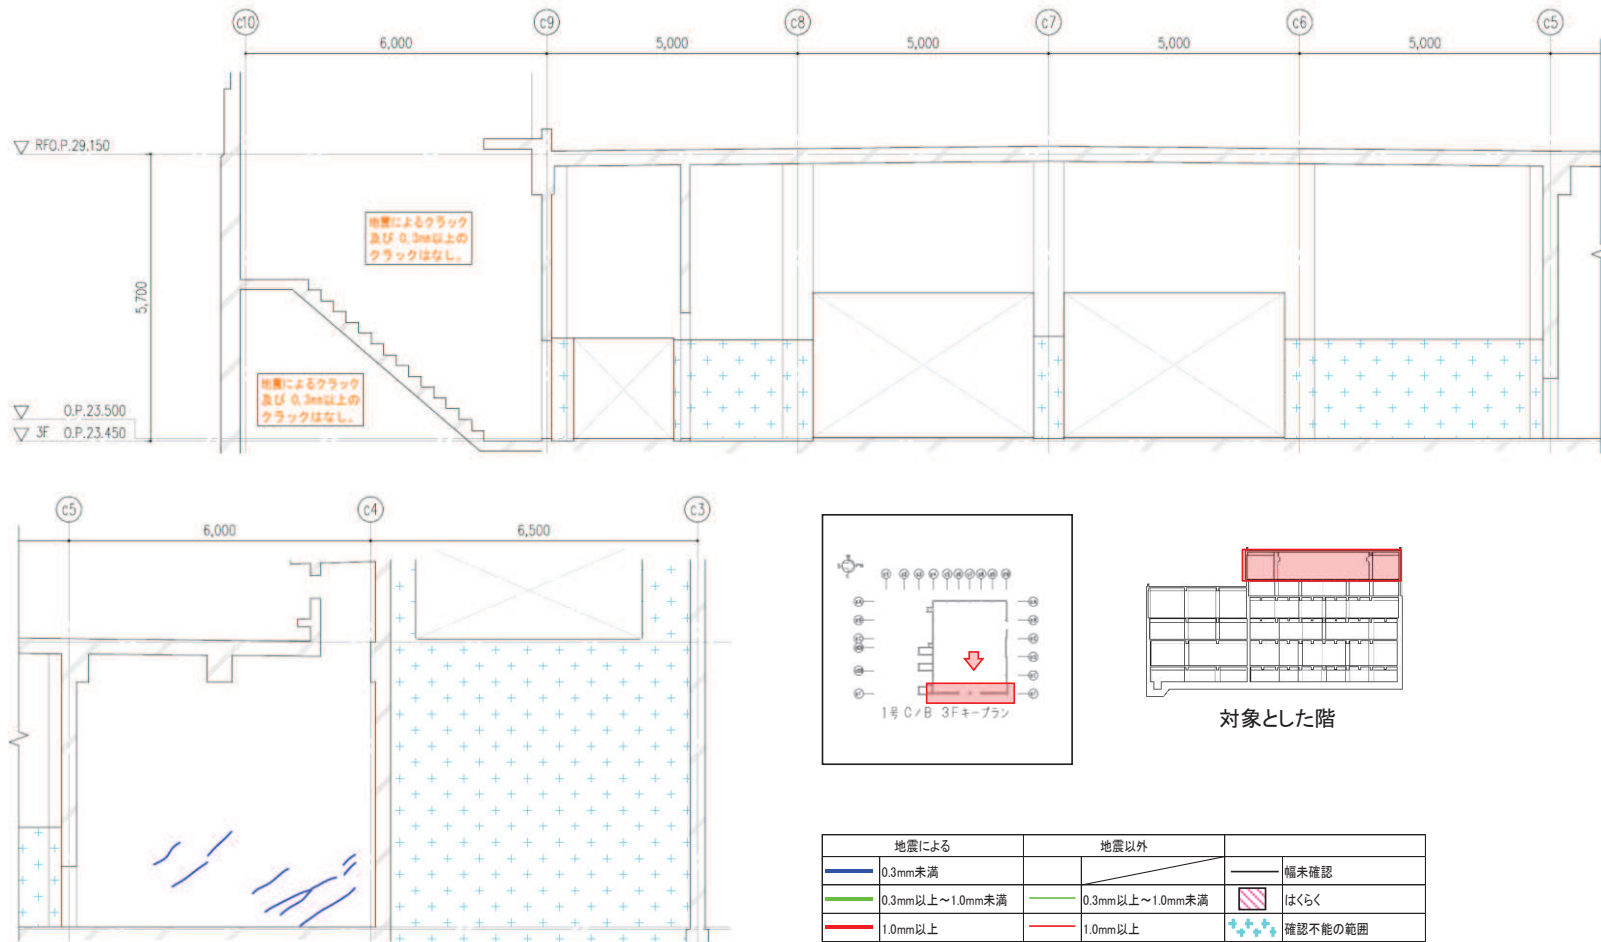 c10 c9 c8 c7 c6 c5
6,000 5,000 5,000 5,000 5,000
RFO.P.29,150
地震によるクラック
及び 0.3mm以上の
クラックはなし。
5,700
地震によるクラック
及び 0.3mm以上の
クラックはなし。
O.P.23.500
3F O.P.23.450
c5 c4 c3
6,000 6,500
1号 C/B 3Fキープラン
対象とした階
地震による 地震以外
0.3mm未満 幅未確認
0.3mm以上~1.0mm未満 0.3mm以上~1.0mm未満 はくらく
1.0mm以上 1.0mm以上 確認不能の範囲